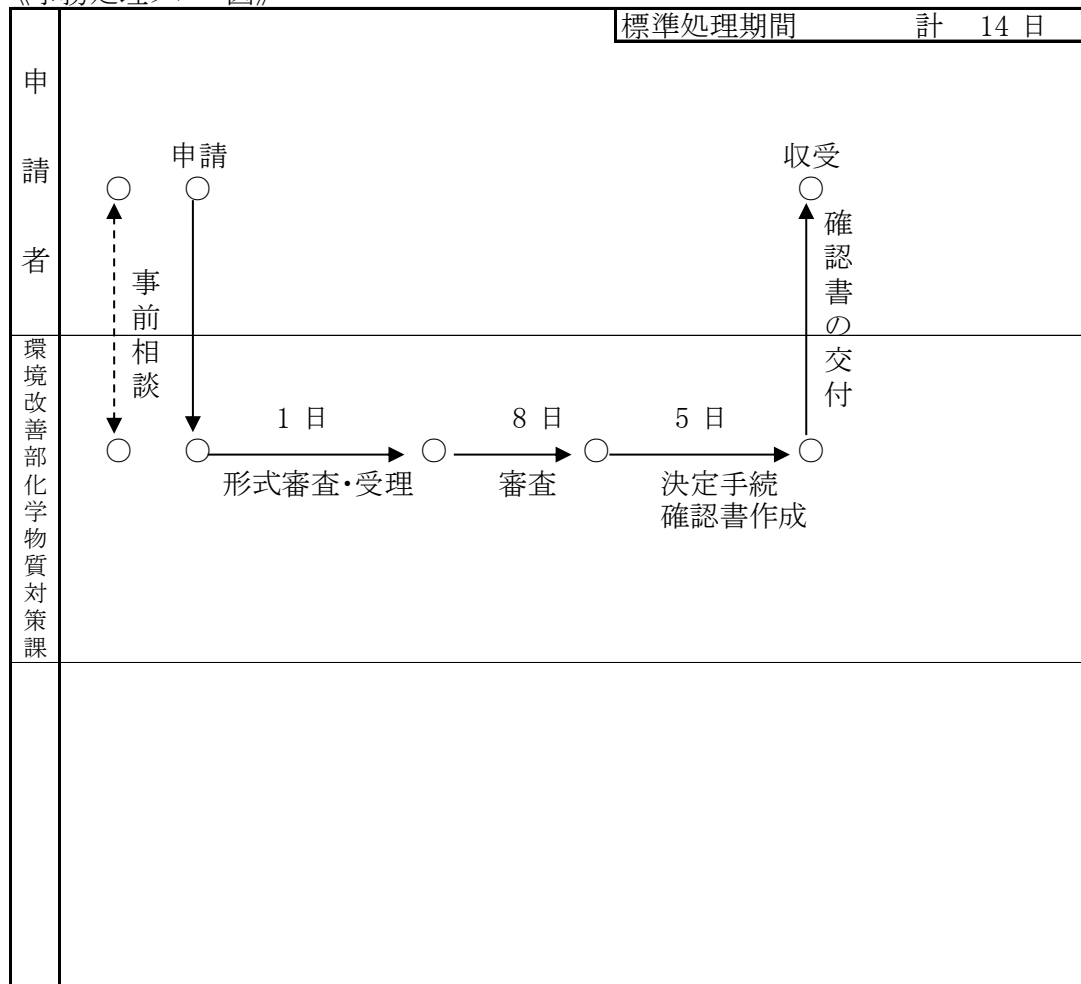 標準処理期間 計 14 日
申請者
申請
収受
事前相談
確認書の交付
環境改善部化学物質対策課
1 日
8 日
5 日
形式審査・受理
審査
決定手続
確認書作成